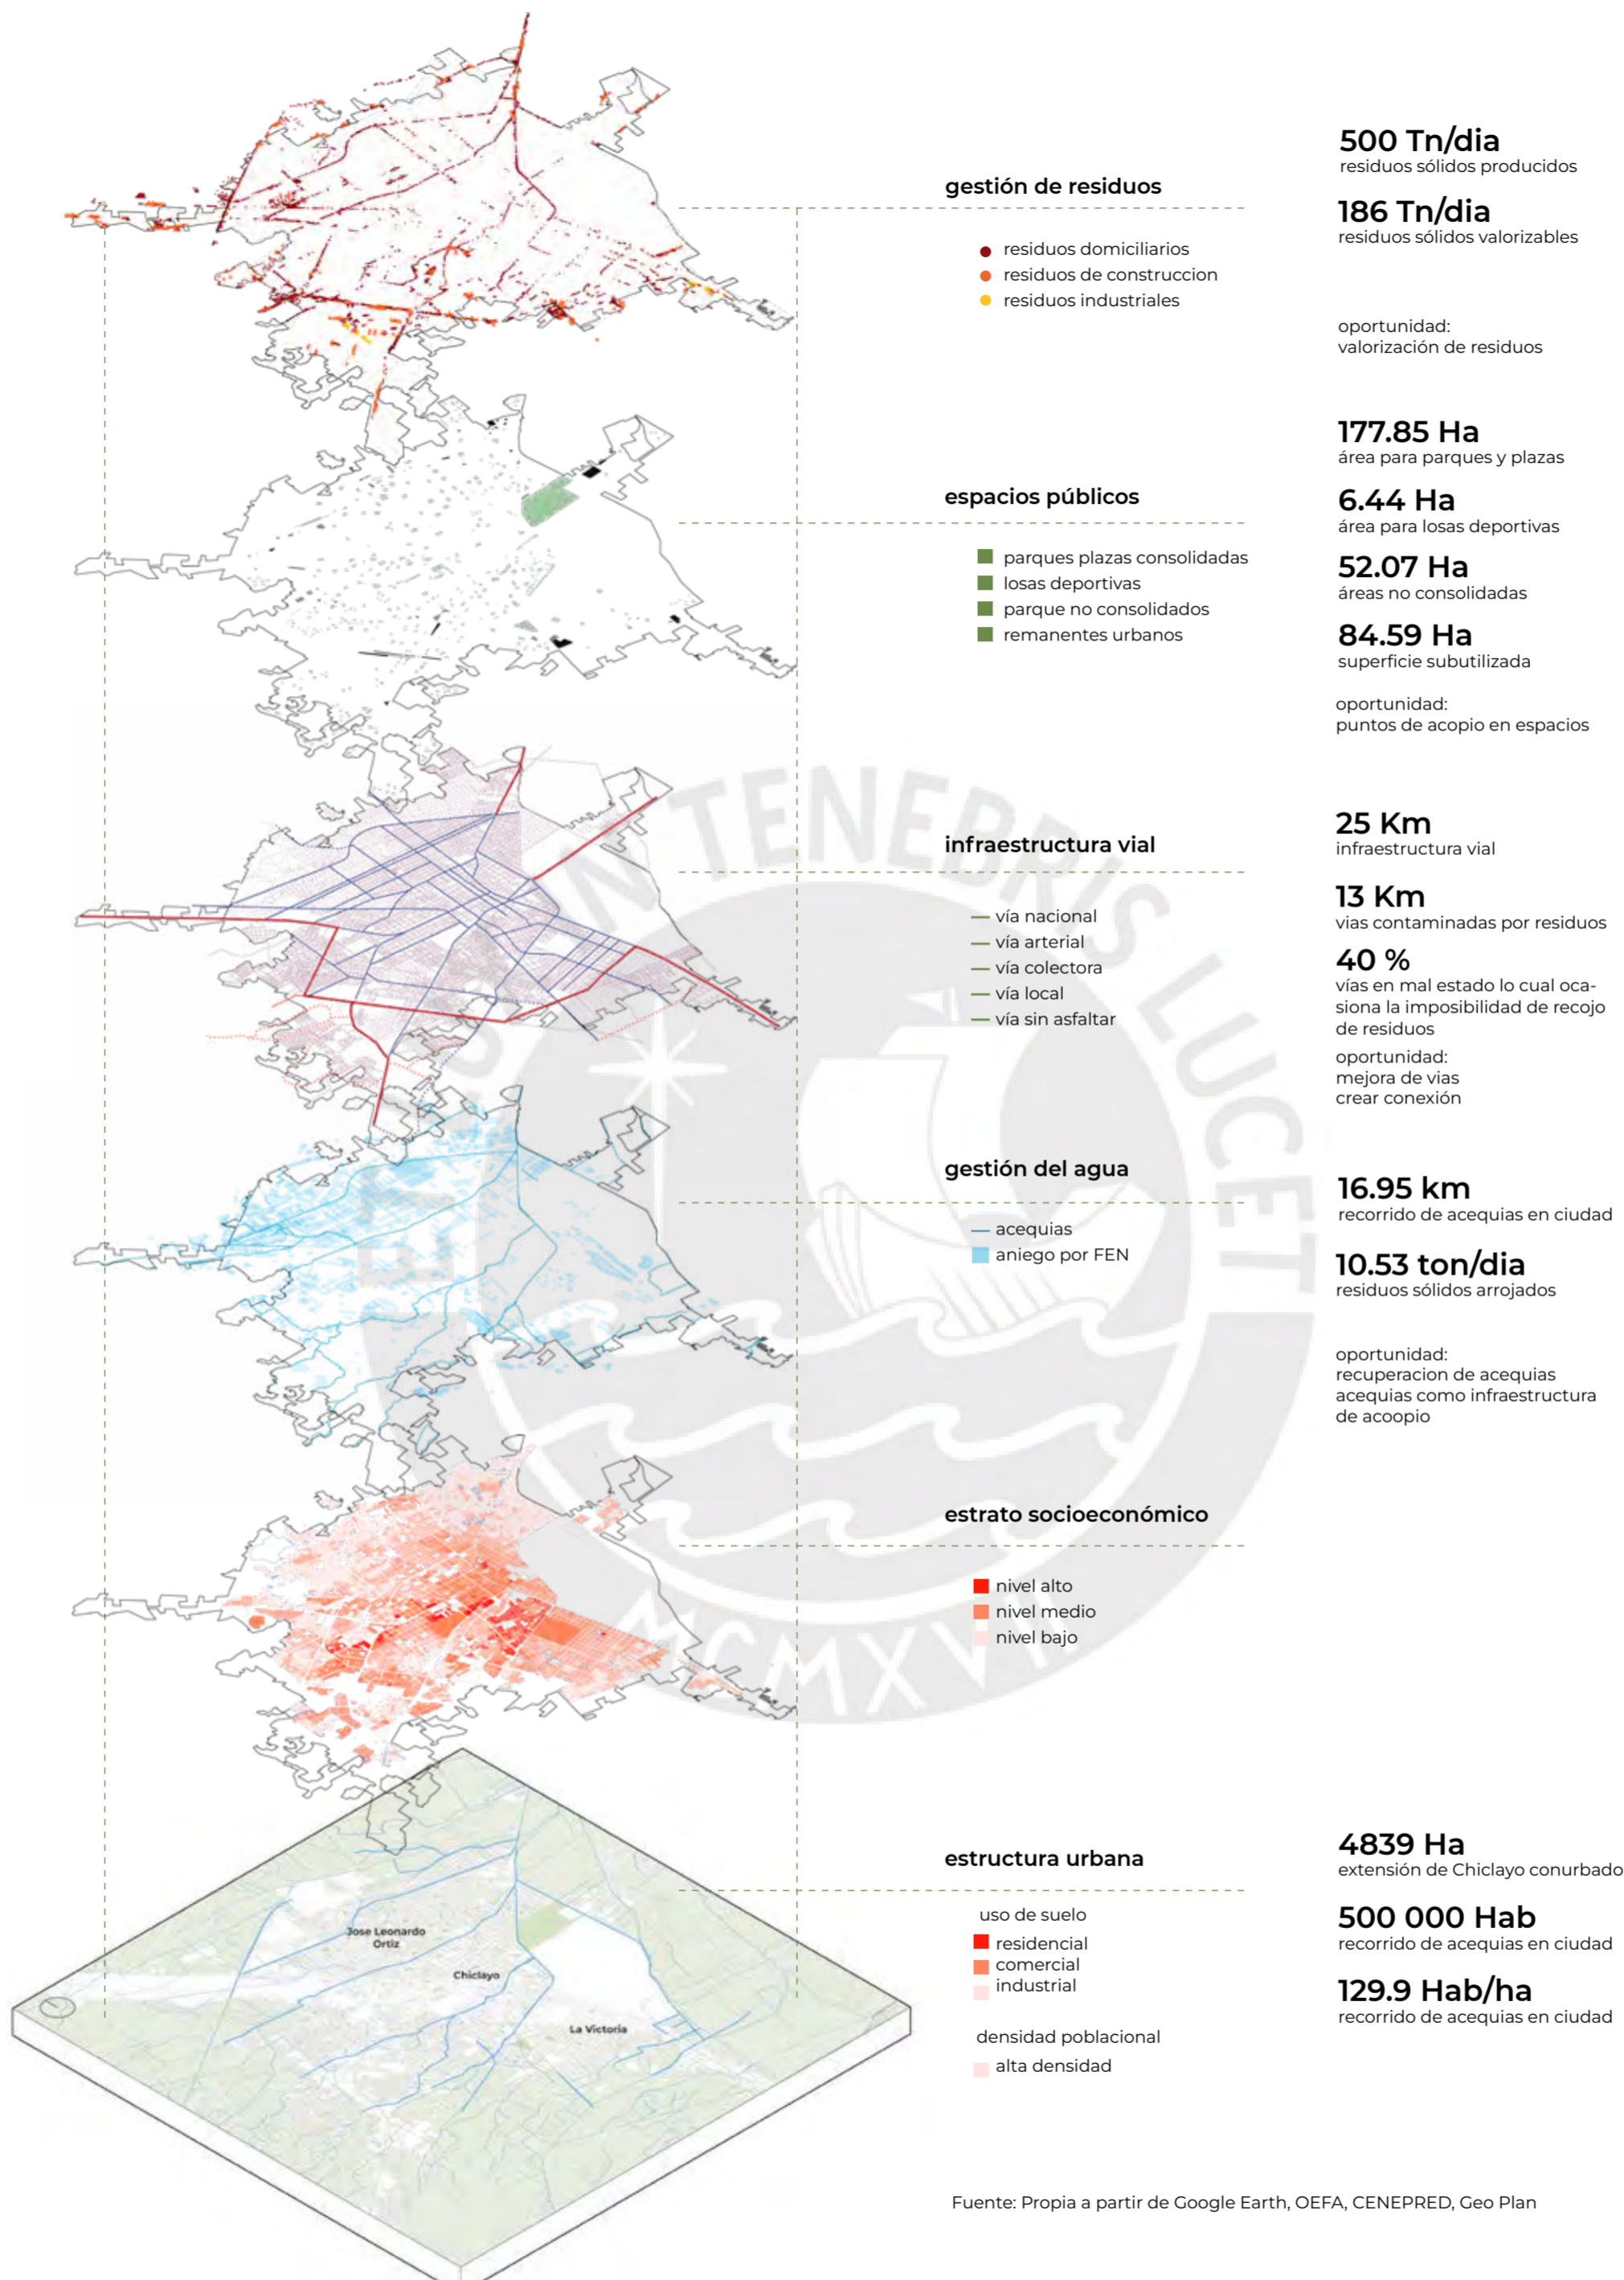 gestión de residuos
residuos domiciliarios
residuos de construccion
residuos industriales
500 Tn/dia
residuos sólidos producidos
186 Tn/dia
residuos sólidos valorizables
oportunidad:
valorización de residuos
espacios públicos
parques plazas consolidadas
losas deportivas
parque no consolidados
remanentes urbanos
177.85 Ha
área para parques y plazas
6.44 Ha
área para losas deportivas
52.07 Ha
áreas no consolidadas
84.59 Ha
superficie subutilizada
oportunidad:
puntos de acopio en espacios
infraestructura vial
vía nacional
vía arterial
vía colectora
vía local
vía sin asfaltar
25 Km
infraestructura vial
13 Km
vias contaminadas por residuos
40 %
vías en mal estado lo cual oca-
siona la imposibilidad de recojo
de residuos
oportunidad:
mejora de vias
crear conexión
gestión del agua
acequias
aniego por FEN
16.95 km
recorrido de acequias en ciudad
10.53 ton/dia
residuos sólidos arrojados
oportunidad:
recuperacion de acequias
acequias como infraestructura
de acoopio
estrato socioeconómico
nivel alto
nivel medio
nivel bajo
estructura urbana
uso de suelo
residencial
comercial
industrial
densidad poblacional
alta densidad
4839 Ha
extensión de Chiclayo conurbado
500 000 Hab
recorrido de acequias en ciudad
129.9 Hab/ha
recorrido de acequias en ciudad
Jose Leonardo
Ortiz
Chiclayo
La Victoria
Fuente: Propia a partir de Google Earth, OEFA, CENEPRED, Geo Plan
ET LUX IN TENEBRIS LUCET
MCMXVII